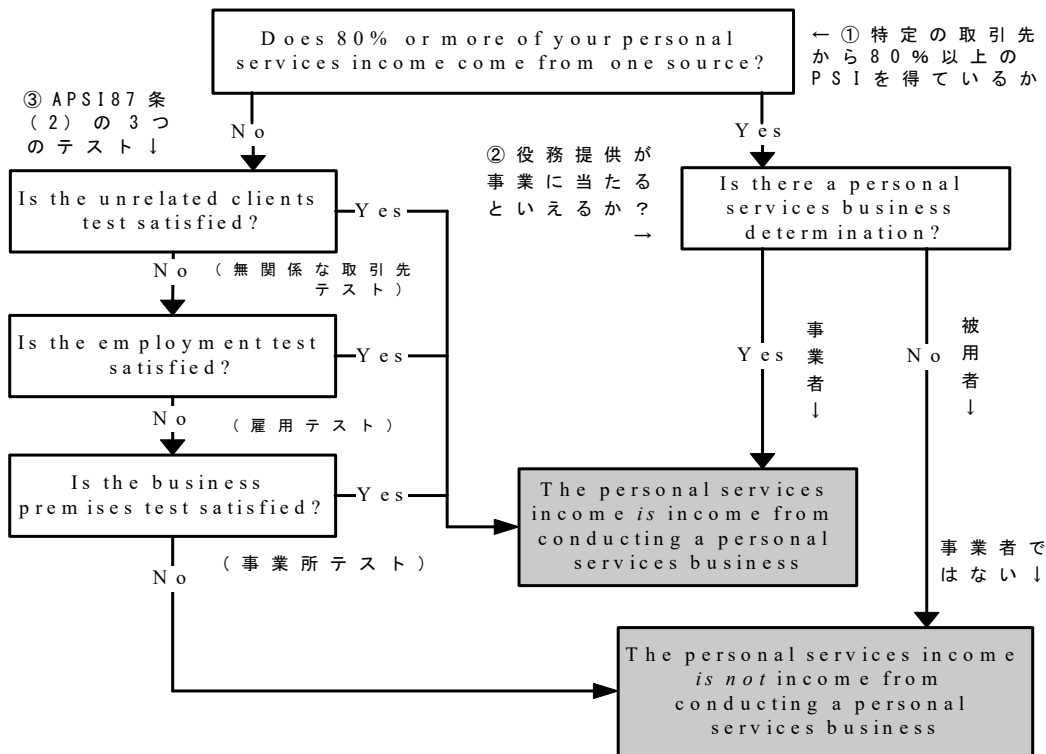 Does 80% or more of your personal
services income come from one source?
← ① 特定の取引先
から80%以上の
PSIを得ているか
③ APSI87条
(2)の3つ
のテスト↓
No
Yes
② 役務提供が
事業に当たる
といえるか?
→
Is the unrelated clients
test satisfied?
Yes
Is there a personal
services business
determination?
No
(無関係な取引先
テスト)
Is the employment test
satisfied?
Yes
Yes
事業者↓
No
被用者↓
No
(雇用テスト)
Is the business
premises test satisfied?
Yes
The personal services
income is income from
conducting a personal
services business
No
(事業所テスト)
事業者で
はない↓
The personal services income
is not income from
conducting a personal
services business